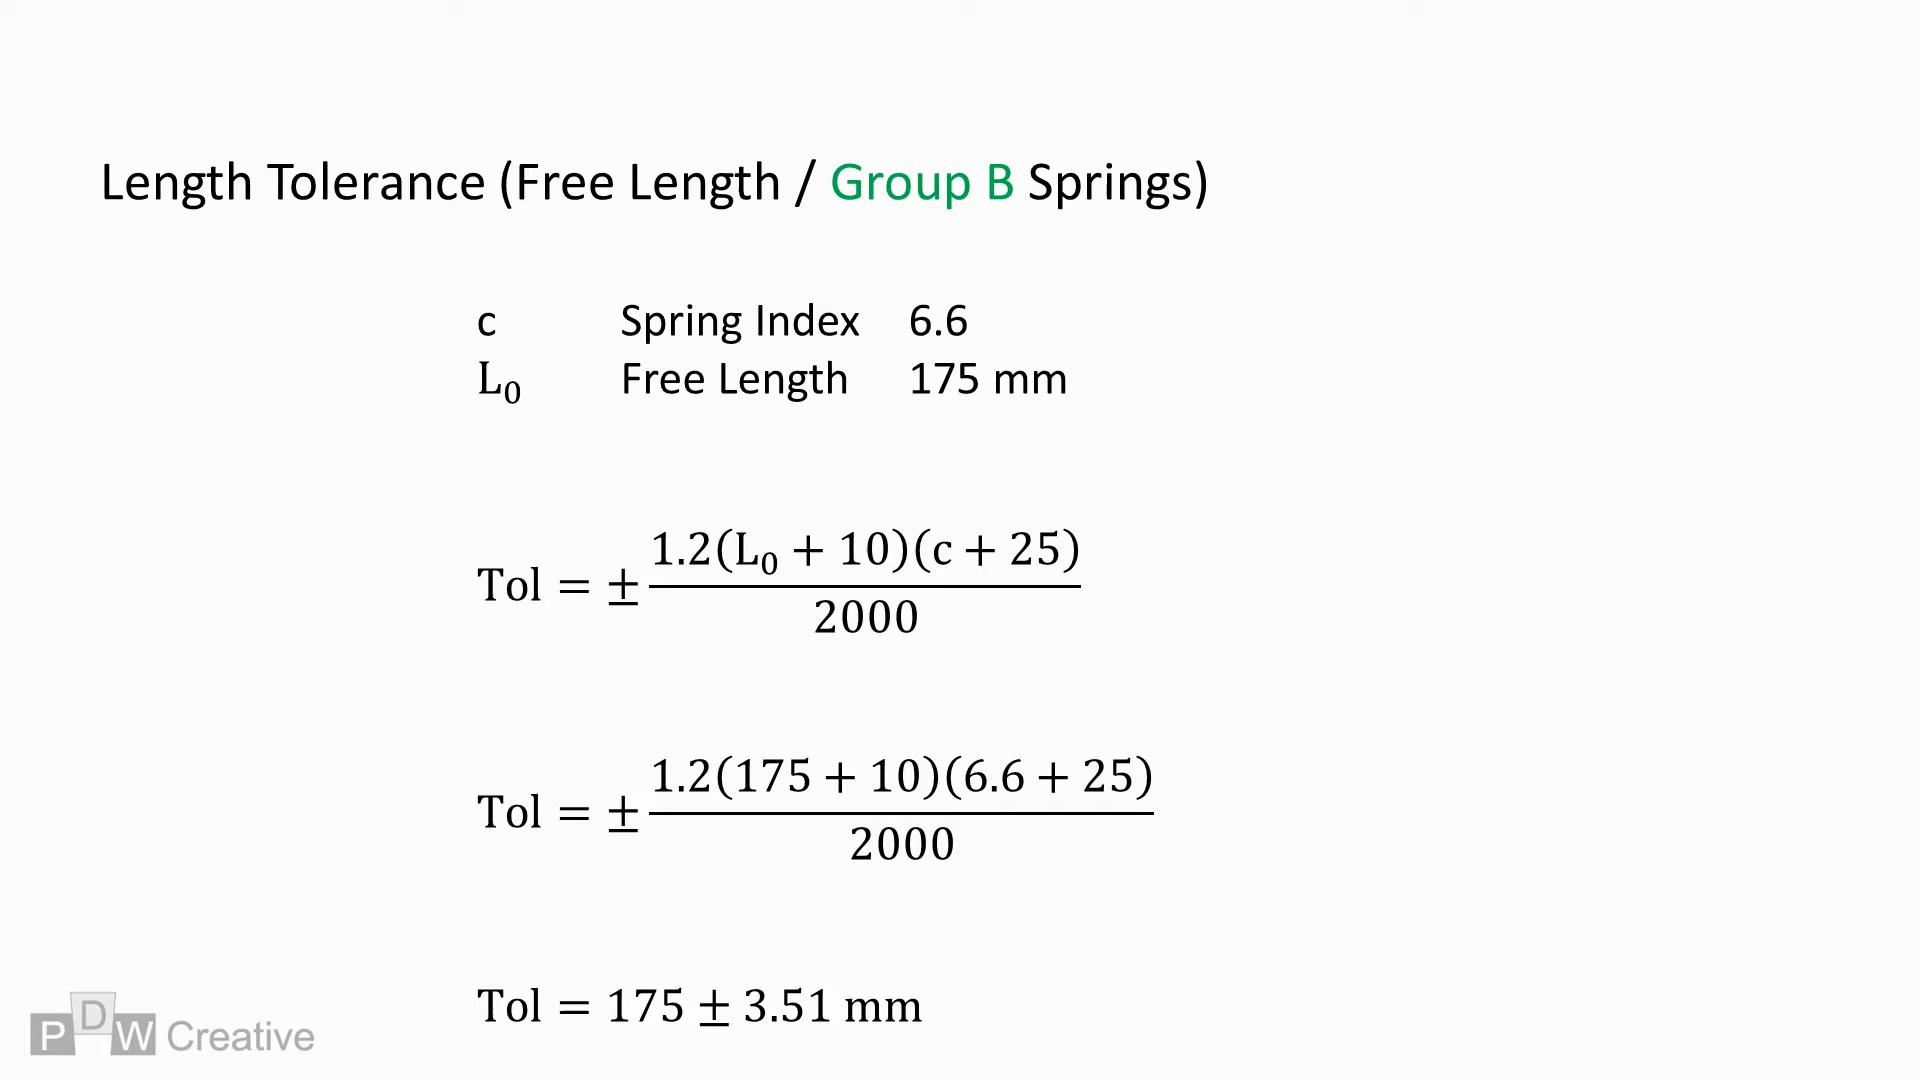 Length Tolerance (Free Length / Group B Springs)
c Spring Index 6.6
L₀ Free Length 175 mm
Tol = ± 1.2(L₀ + 10)(c + 25)
2000
Tol = ± 1.2(175 + 10)(6.6 + 25)
2000
Tol = 175 ± 3.51 mm
PDW Creative